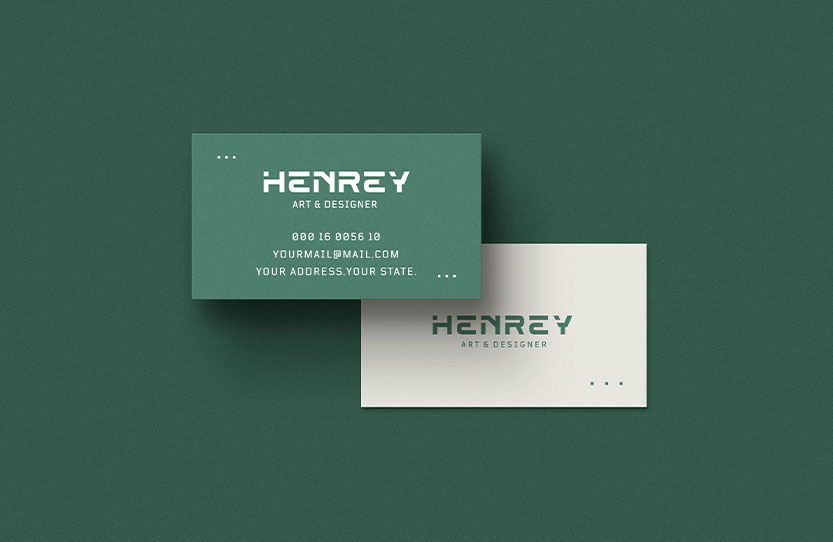 HENREY
ART & DESIGNER
000 16 0056 10
YOURMAIL@MAIL.COM
YOUR ADDRESS,YOUR STATE.
HENREY
ART & DESIGNER